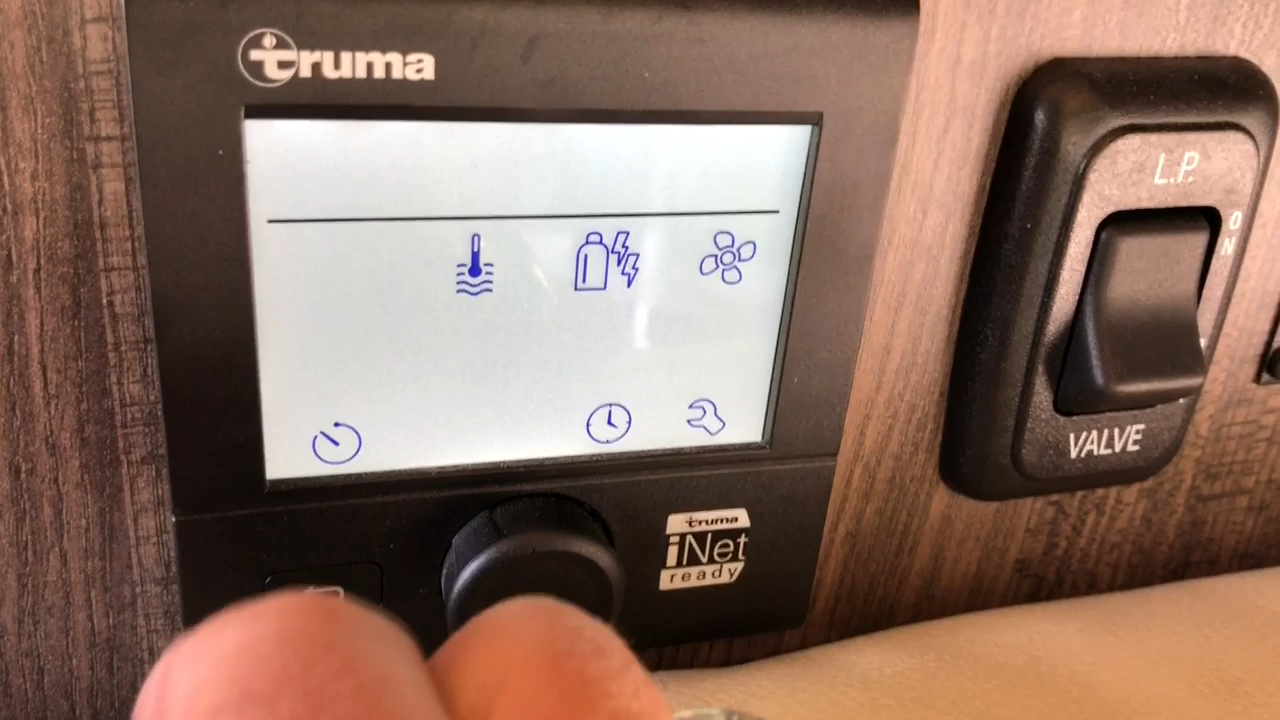 truma
L.P.
ON
VALVE
truma
iNet
ready